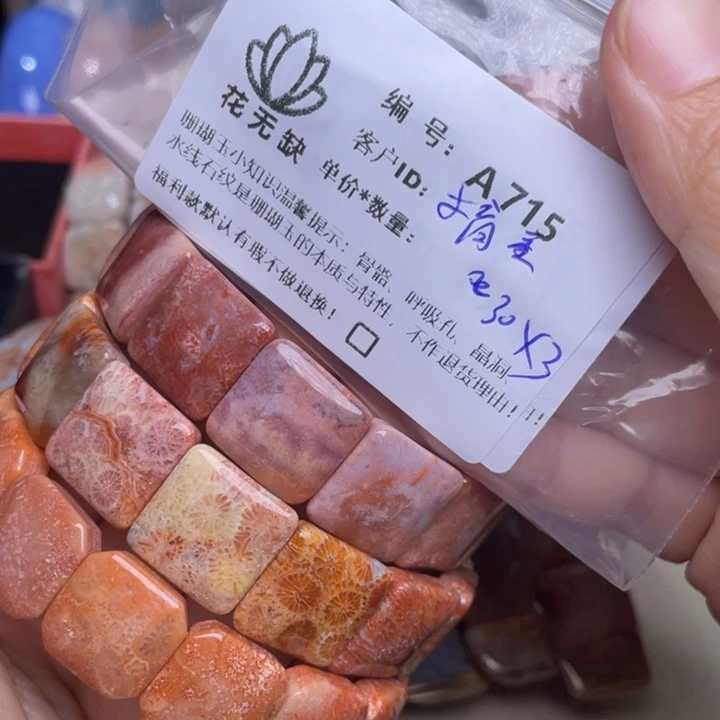 花无缺
编号: A715
客户ID:
单价*数量:
30X3
珊瑚玉小知识温馨提示: 骨骼、呼吸孔、晶洞、
水线石纹是珊瑚玉的本质与特性, 不作退货理由!
福利款默认有瑕不做退换! □